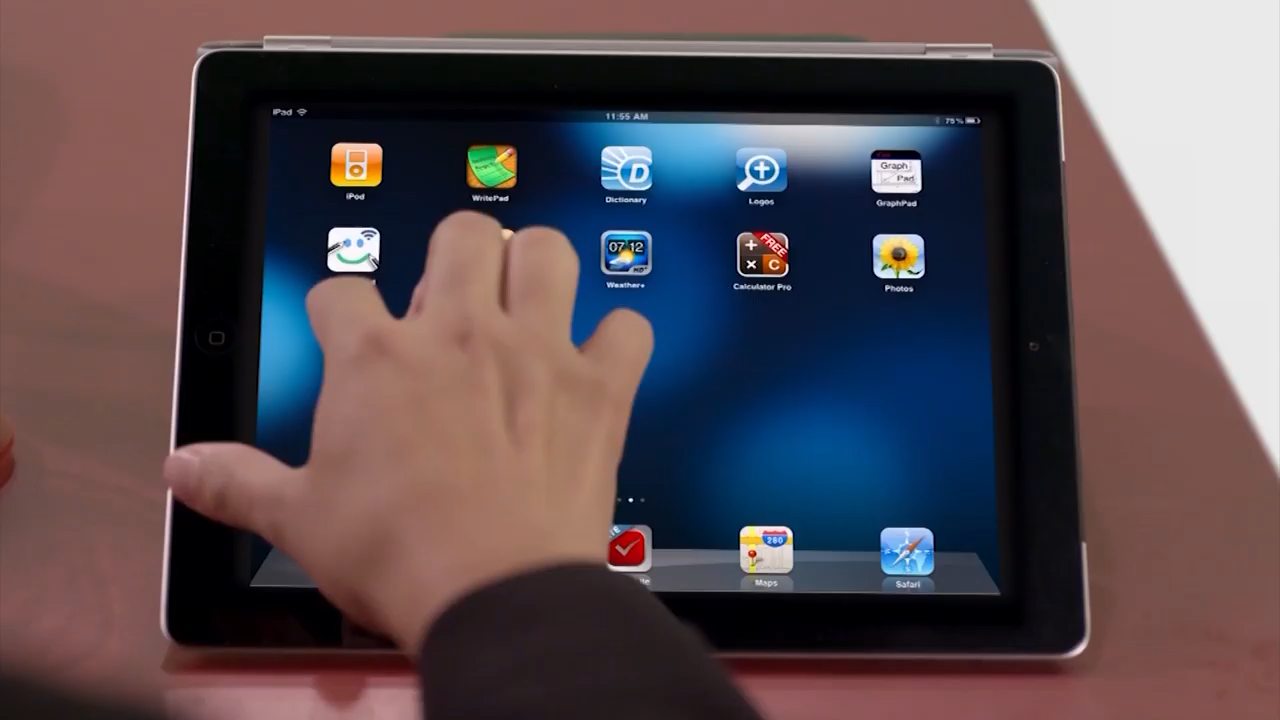 iPad 11:55 AM 75%
iPod WritePad Dictionary Logos GraphPad
Graph
Pad
D
07 12
FREE
C
Weather+ Calculator Pro Photos
280
Maps Safari